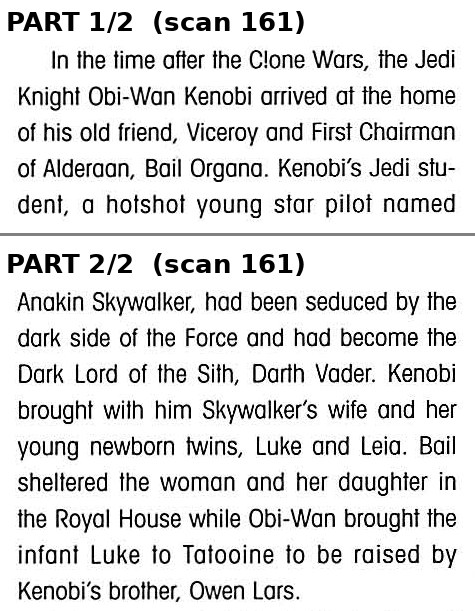 PART 1/2 (scan 161)
In the time after the Clone Wars, the Jedi
Knight Obi-Wan Kenobi arrived at the home
of his old friend, Viceroy and First Chairman
of Alderaan, Bail Organa. Kenobi's Jedi stu-
dent, a hotshot young star pilot named
PART 2/2 (scan 161)
Anakin Skywalker, had been seduced by the
dark side of the Force and had become the
Dark Lord of the Sith, Darth Vader. Kenobi
brought with him Skywalker's wife and her
young newborn twins, Luke and Leia. Bail
sheltered the woman and her daughter in
the Royal House while Obi-Wan brought the
infant Luke to Tatooine to be raised by
Kenobi's brother, Owen Lars.